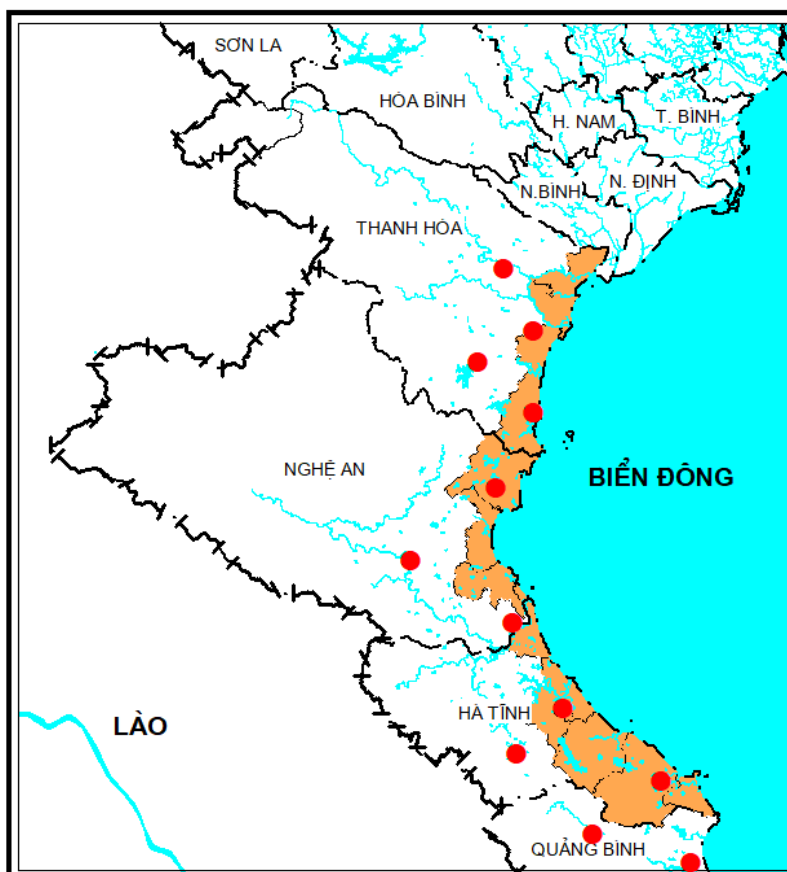 SƠN LA
HÒA BÌNH
H. NAM
T. BÌNH
N.BÌNH
N. ĐỊNH
THANH HÓA
NGHỆ AN
BIỂN ĐÔNG
HÀ TĨNH
LÀO
QUẢNG BÌNH